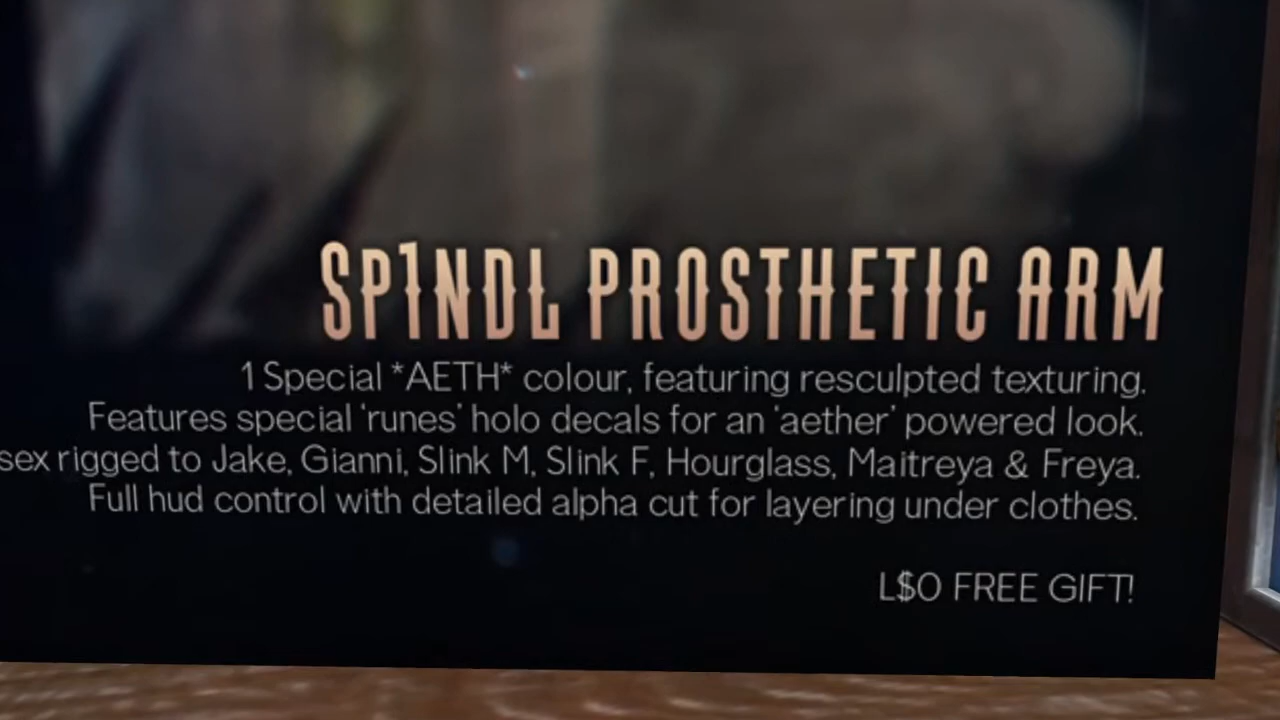 SP1NDL PROSTHETIC ARM
1 Special *AETH* colour, featuring resculpted texturing.
Features special 'runes' holo decals for an 'aether' powered look.
sex rigged to Jake, Gianni, Slink M, Slink F, Hourglass, Maitreya & Freya.
Full hud control with detailed alpha cut for layering under clothes.
L$0 FREE GIFT!